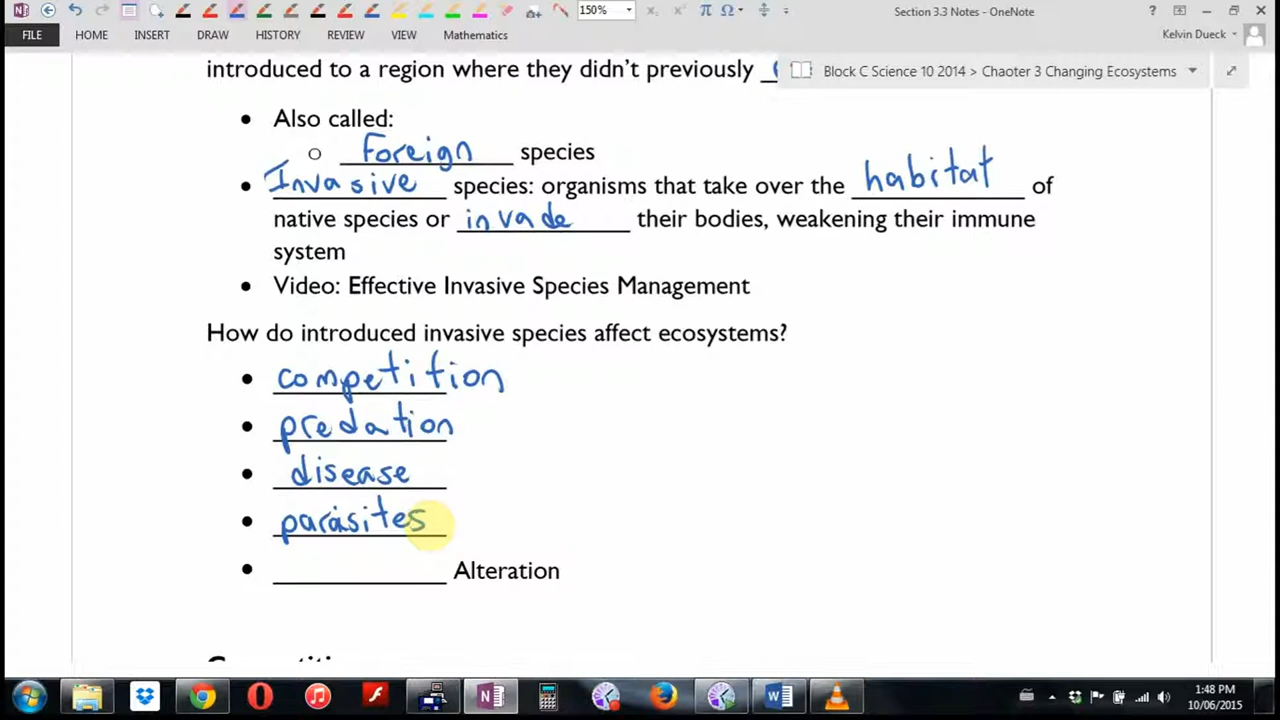 150%
Section 3.3 Notes - OneNote
FILE HOME INSERT DRAW HISTORY REVIEW VIEW Mathematics
Kelvin Dueck
introduced to a region where they didn't previously
Block C Science 10 2014 > Chaoter 3 Changing Ecosystems
• Also called:
o Foreign species
• Invasive species: organisms that take over the habitat of
native species or invade their bodies, weakening their immune
system
• Video: Effective Invasive Species Management
How do introduced invasive species affect ecosystems?
• competition
• predation
• disease
• parasites
• Alteration
1:48 PM
10/06/2015